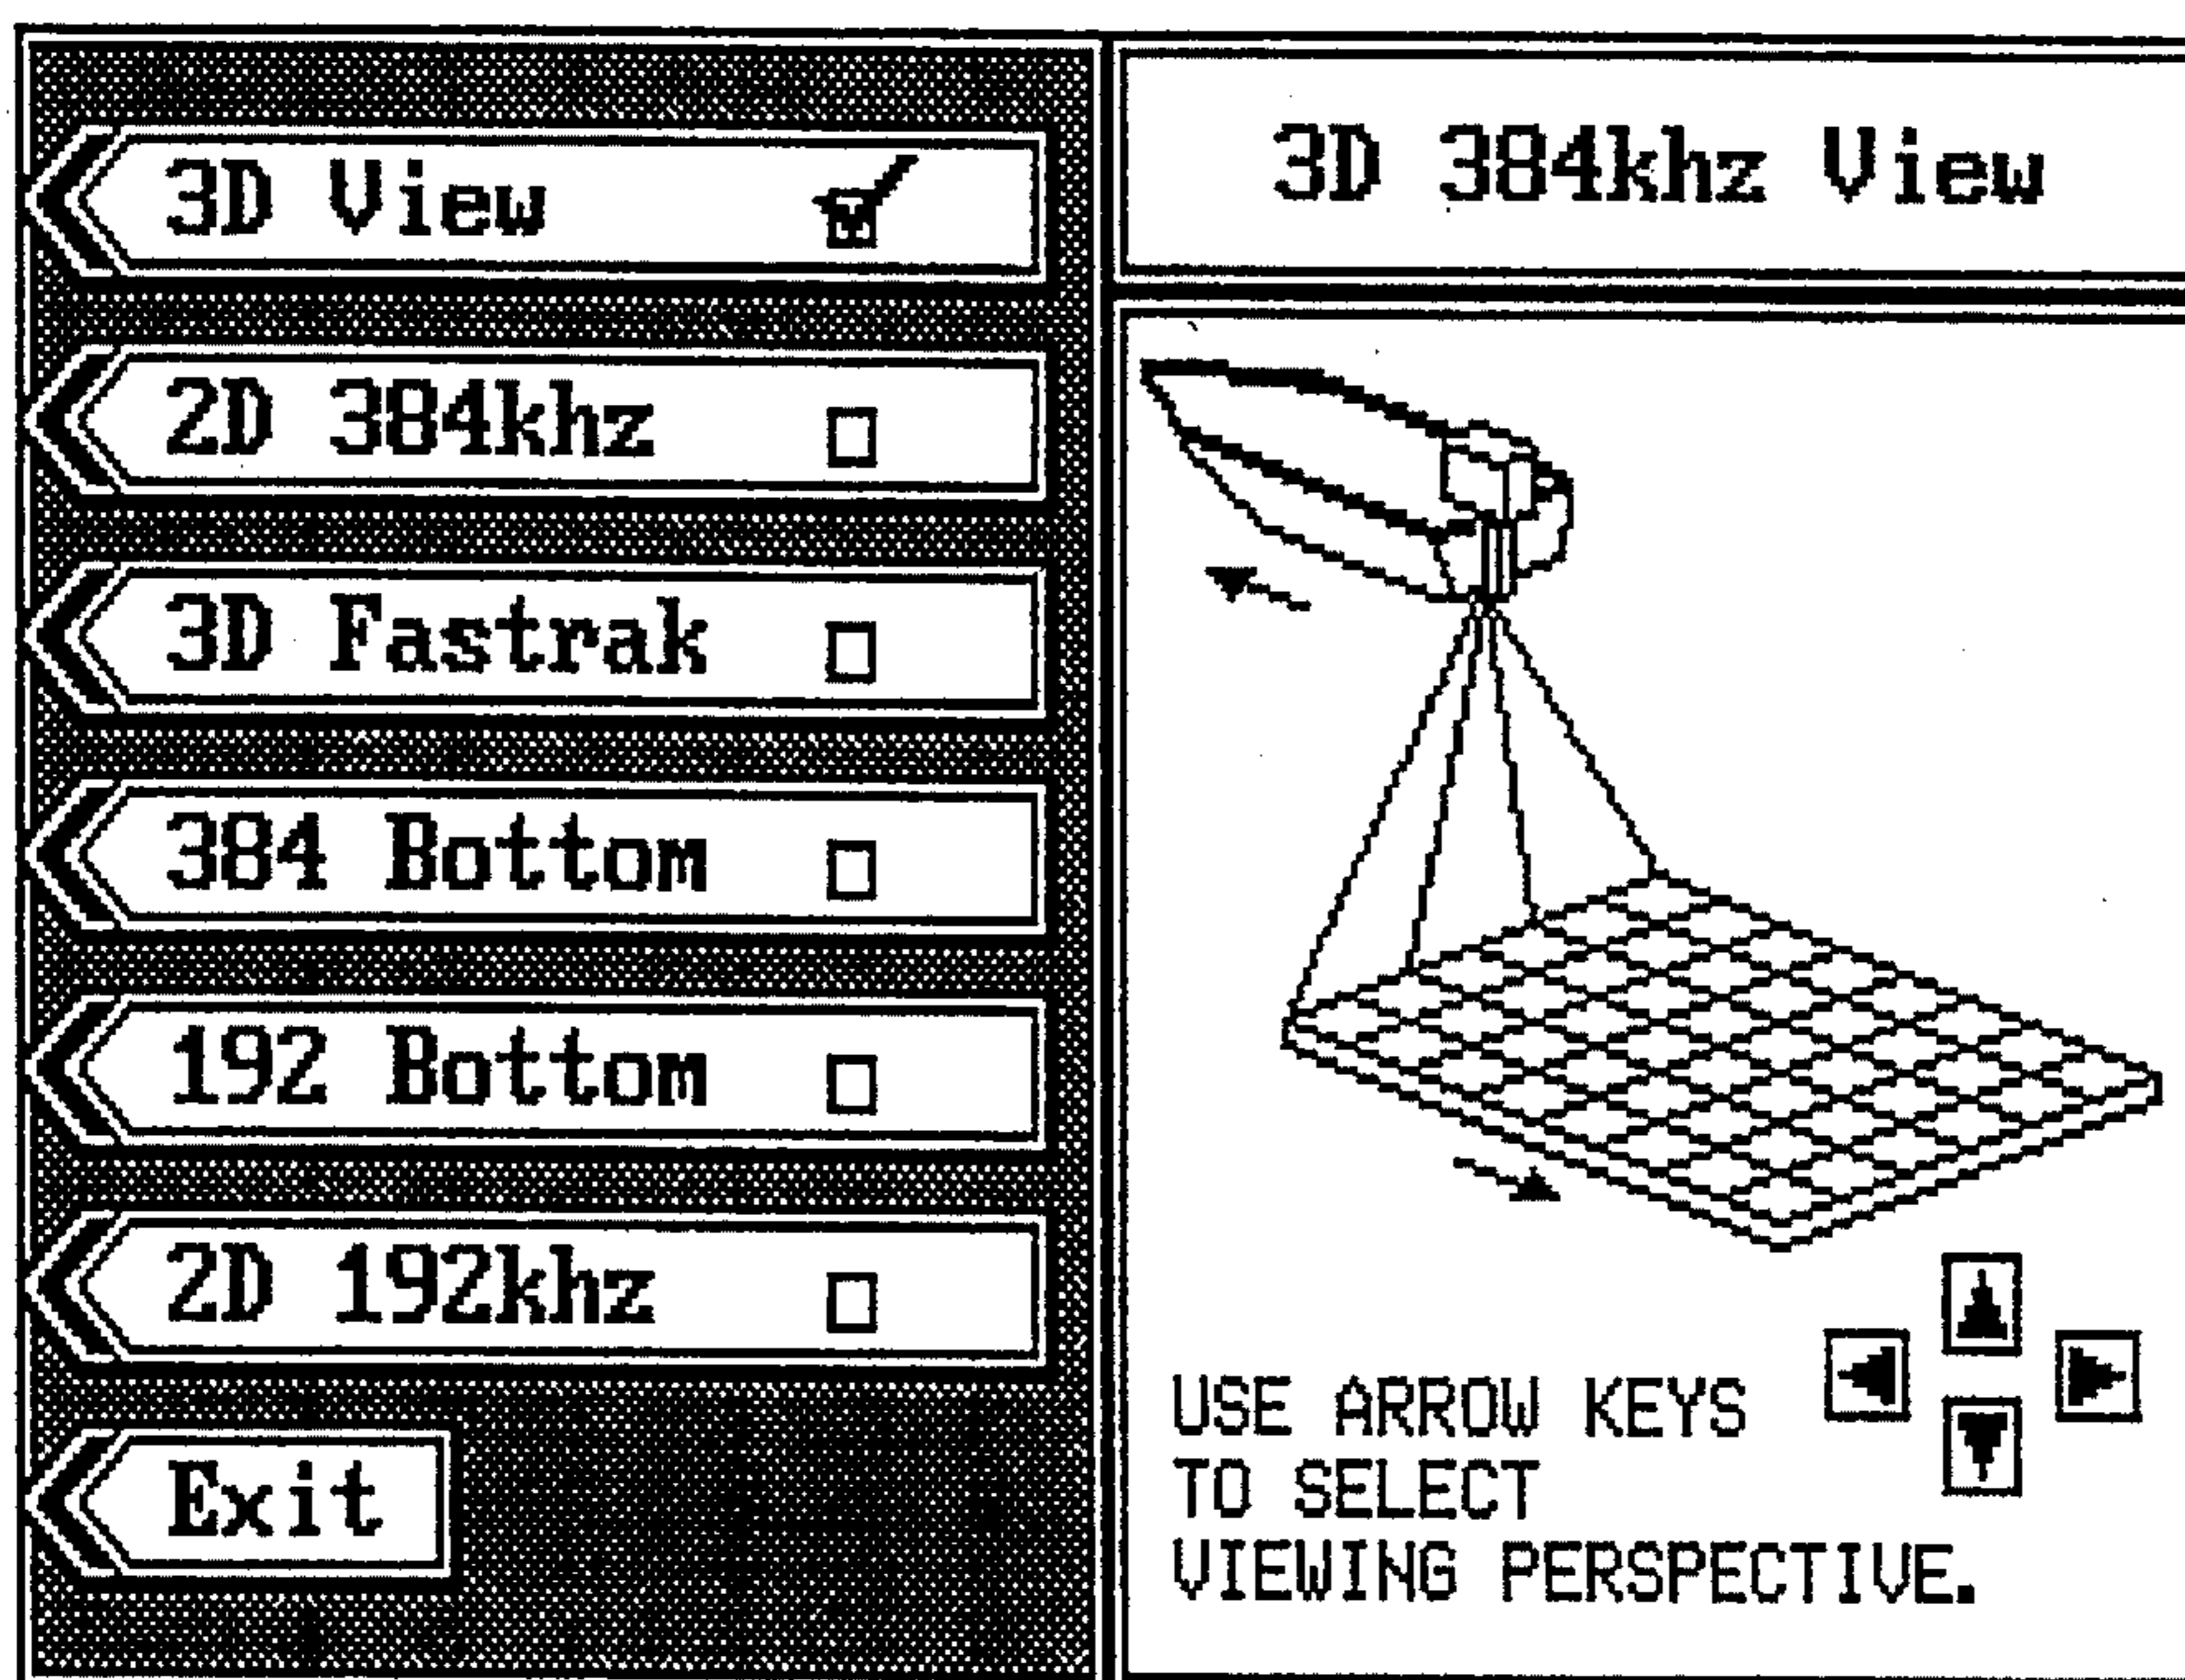 3D View
2D 384khz
3D Fastrak
384 Bottom
192 Bottom
2D 192khz
Exit
3D 384khz View
USE ARROW KEYS
TO SELECT
VIEWING PERSPECTIVE.